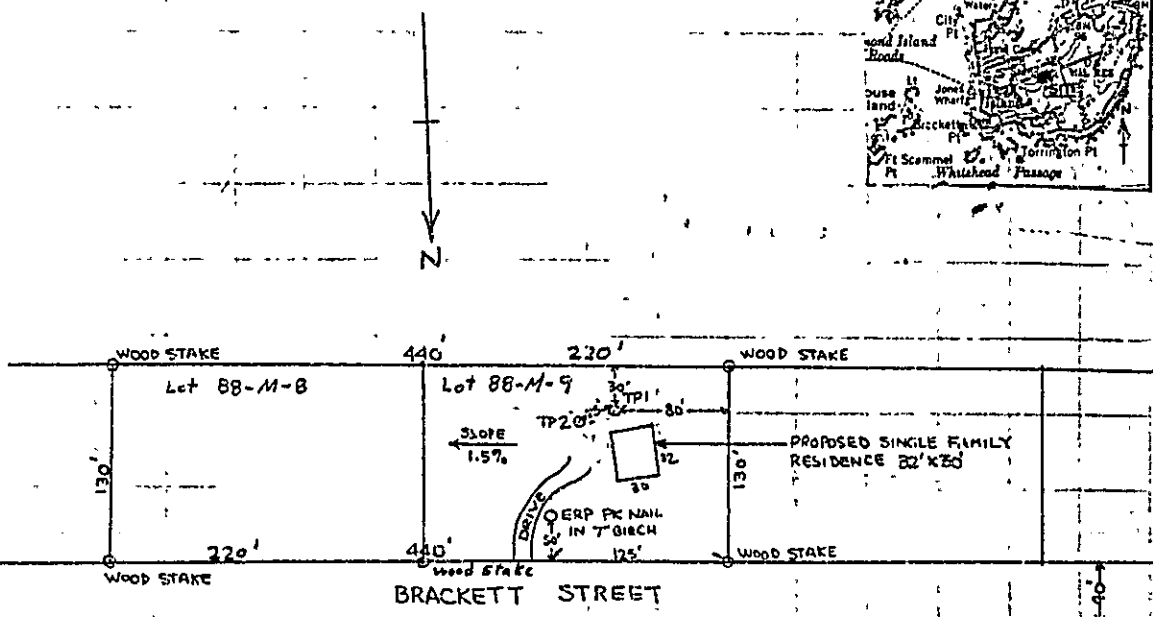 Water
City
Pt
Island
Roads
Jones
Wharf
SITE
Island
land
Brackett
Pt
N
Ft Scammel
Pt
Torrington Pt
Whitehead Passage
N
WOOD STAKE
440'
220'
WOOD STAKE
Lot 88-M-8
Lot 88-M-9
30'
TP1
80'
TP2
SLOPE
1.5%
PROPOSED SINGLE FAMILY
RESIDENCE 32'X30'
32
30
130'
130'
DRIVE
ERP PK NAIL
IN 7" BIRCH
50'
220'
440'
125'
WOOD STAKE
WOOD STAKE
Wood Stake
BRACKETT STREET